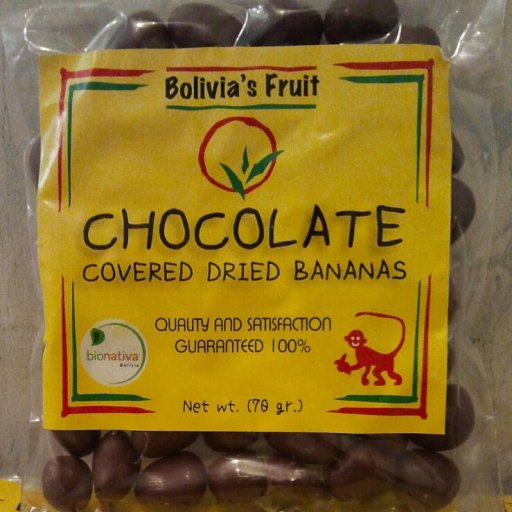 Bolivia's Fruit
CHOCOLATE
COVERED DRIED BANANAS
QUALITY AND SATISFACTION
GUARANTEED 100%
bionativa
Bolivia
Net wt. (70 gr.)